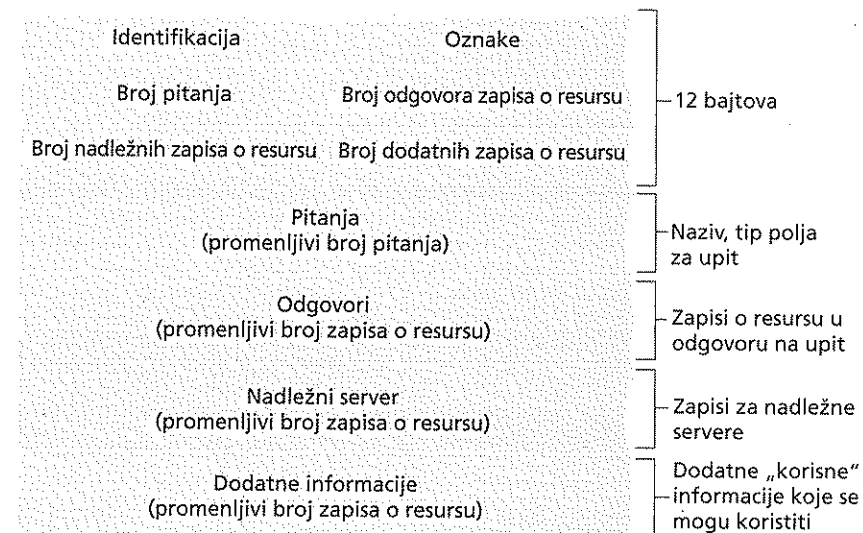 Identifikacija Oznake
Broj pitanja Broj odgovora zapisa o resursu
12 bajtova
Broj nadležnih zapisa o resursu Broj dodatnih zapisa o resursu
Pitanja
(promenljivi broj pitanja)
Naziv, tip polja
za upit
Odgovori
(promenljivi broj zapisa o resursu)
Zapisi o resursu u
odgovoru na upit
Nadležni server
(promenljivi broj zapisa o resursu)
Zapisi za nadležne
servere
Dodatne informacije
(promenljivi broj zapisa o resursu)
Dodatne „korisne“
informacije koje se
mogu koristiti